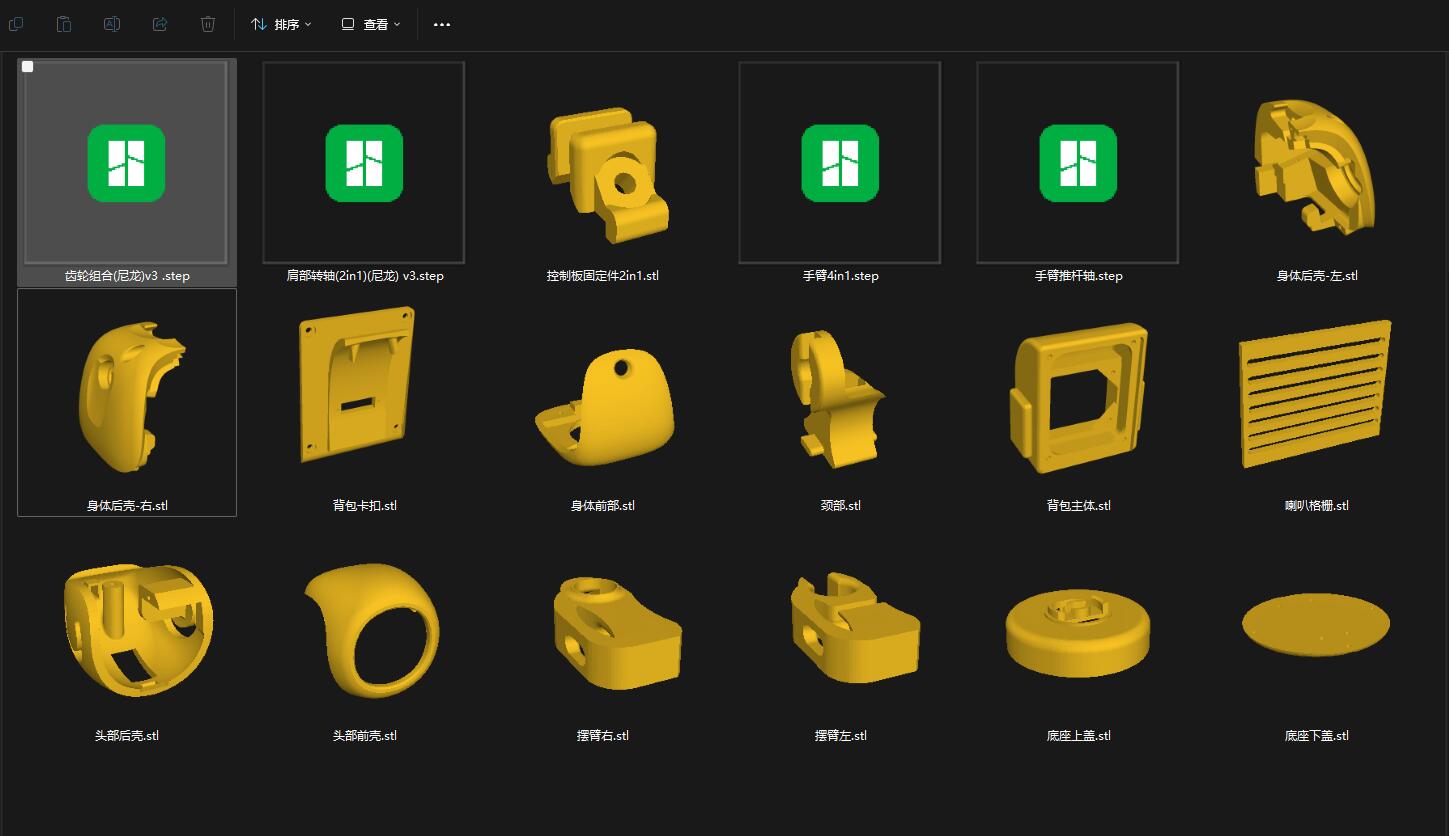 排序
查看
齿轮组合(尼龙)v3 .step
肩部转轴(2in1)(尼龙) v3.step
控制板固定件2in1.stl
手臂4in1.step
手臂推杆轴.step
身体后壳-左.stl
身体后壳-右.stl
背包卡扣.stl
身体前部.stl
颈部.stl
背包主体.stl
喇叭格栅.stl
头部后壳.stl
头部前壳.stl
摆臂右.stl
摆臂左.stl
底座上盖.stl
底座下盖.stl